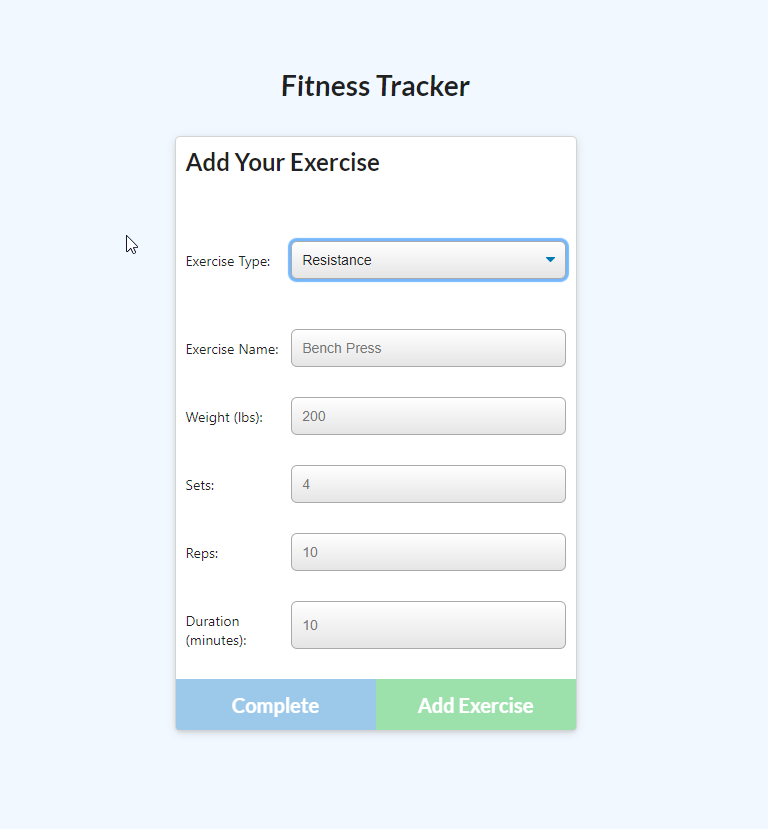 Fitness Tracker
Add Your Exercise
Exercise Type: Resistance
Exercise Name: Bench Press
Weight (lbs): 200
Sets: 4
Reps: 10
Duration
(minutes): 10
Complete Add Exercise